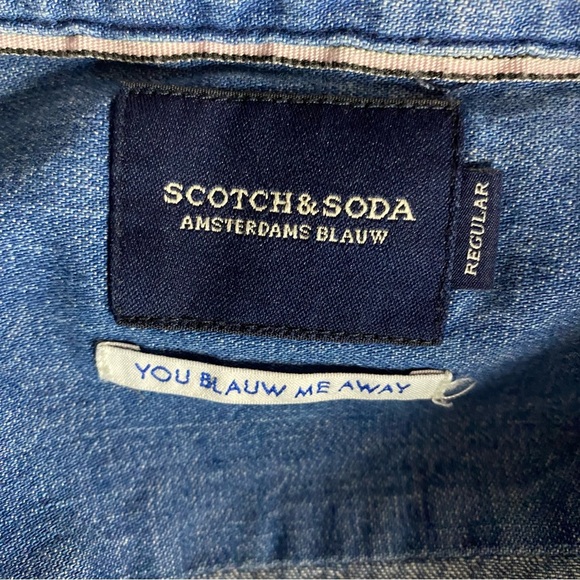 SCOTCH&SODA
AMSTERDAMS BLAUW
REGULAR
YOU BLAUW ME AWAY